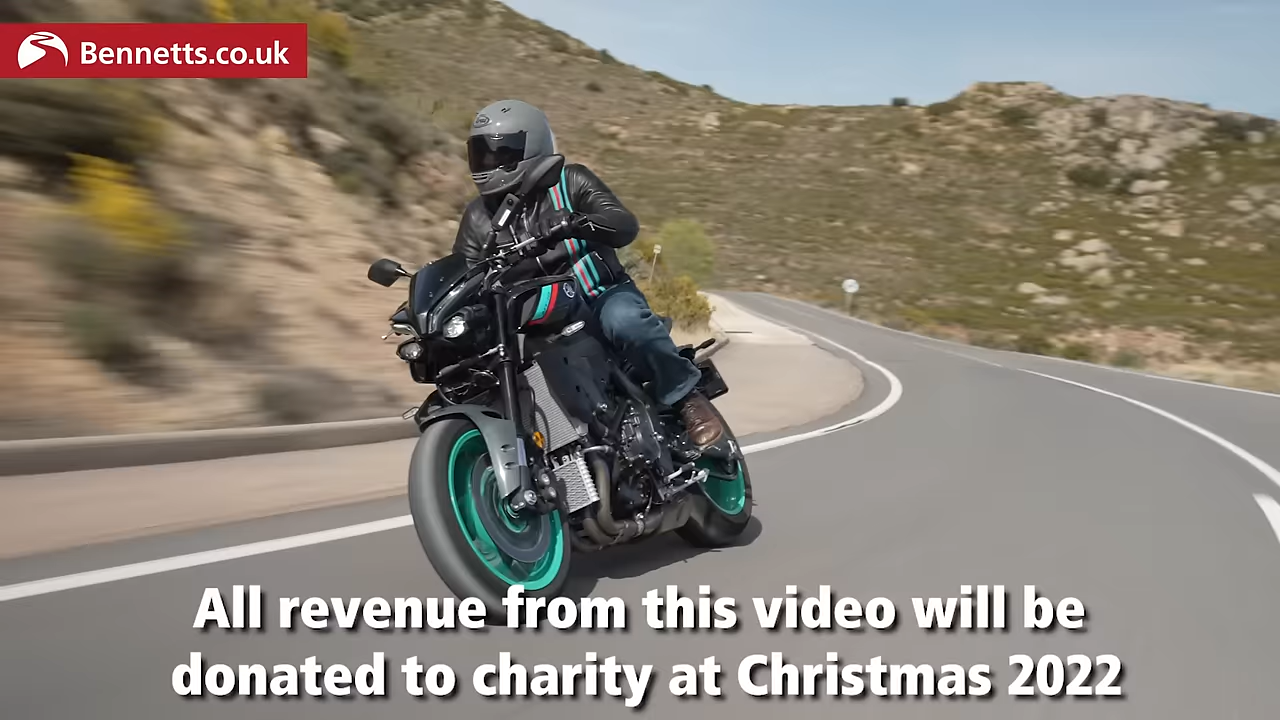 Bennetts.co.uk
All revenue from this video will be
donated to charity at Christmas 2022